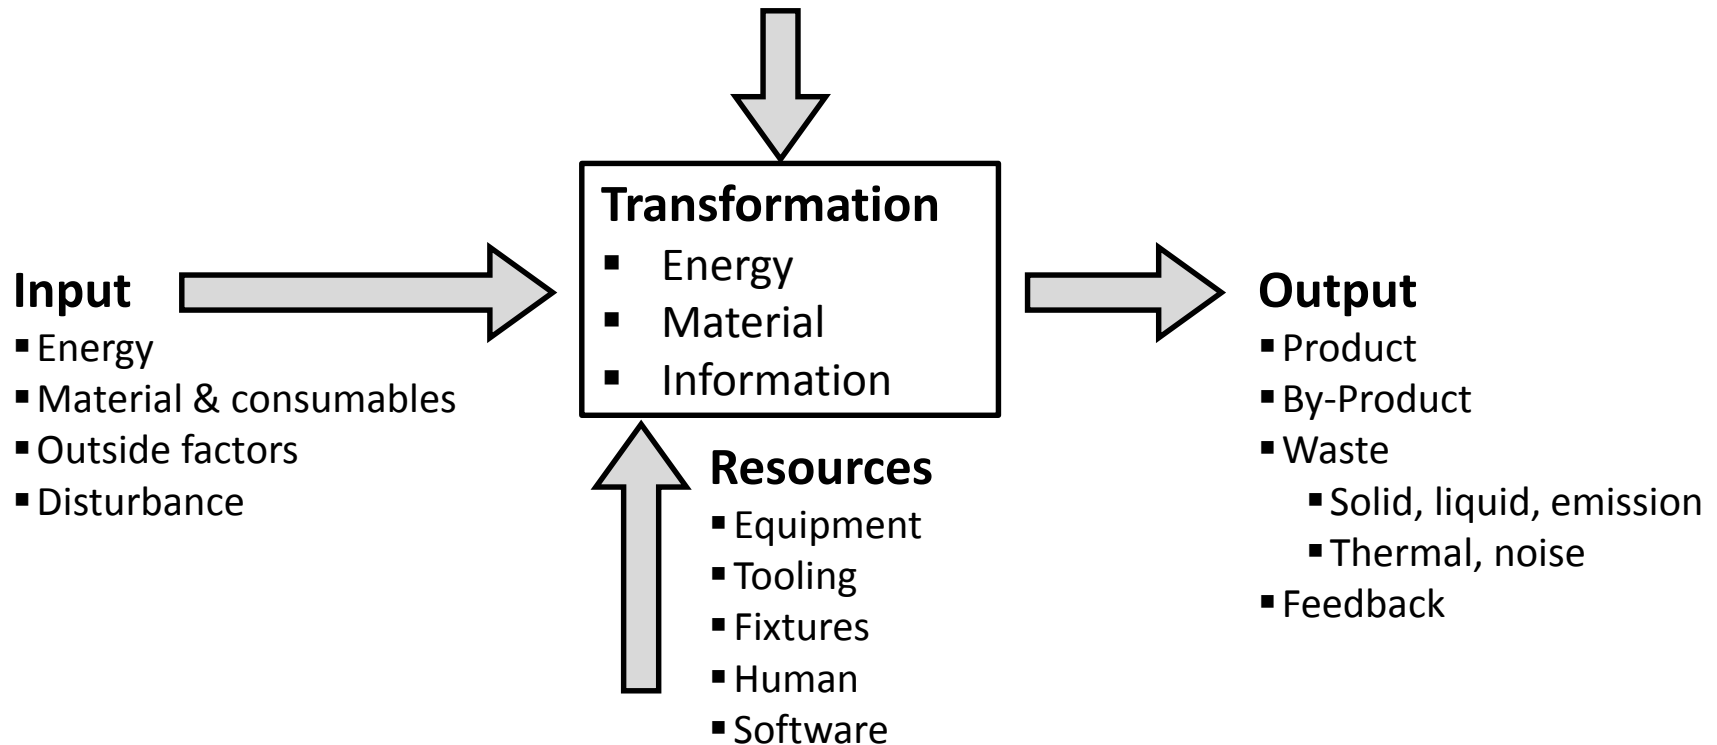 Transformation
▪ Energy
▪ Material
▪ Information
Input
▪ Energy
▪ Material & consumables
▪ Outside factors
▪ Disturbance
Output
▪ Product
▪ By-Product
▪ Waste
▪ Solid, liquid, emission
▪ Thermal, noise
▪ Feedback
Resources
▪ Equipment
▪ Tooling
▪ Fixtures
▪ Human
▪ Software